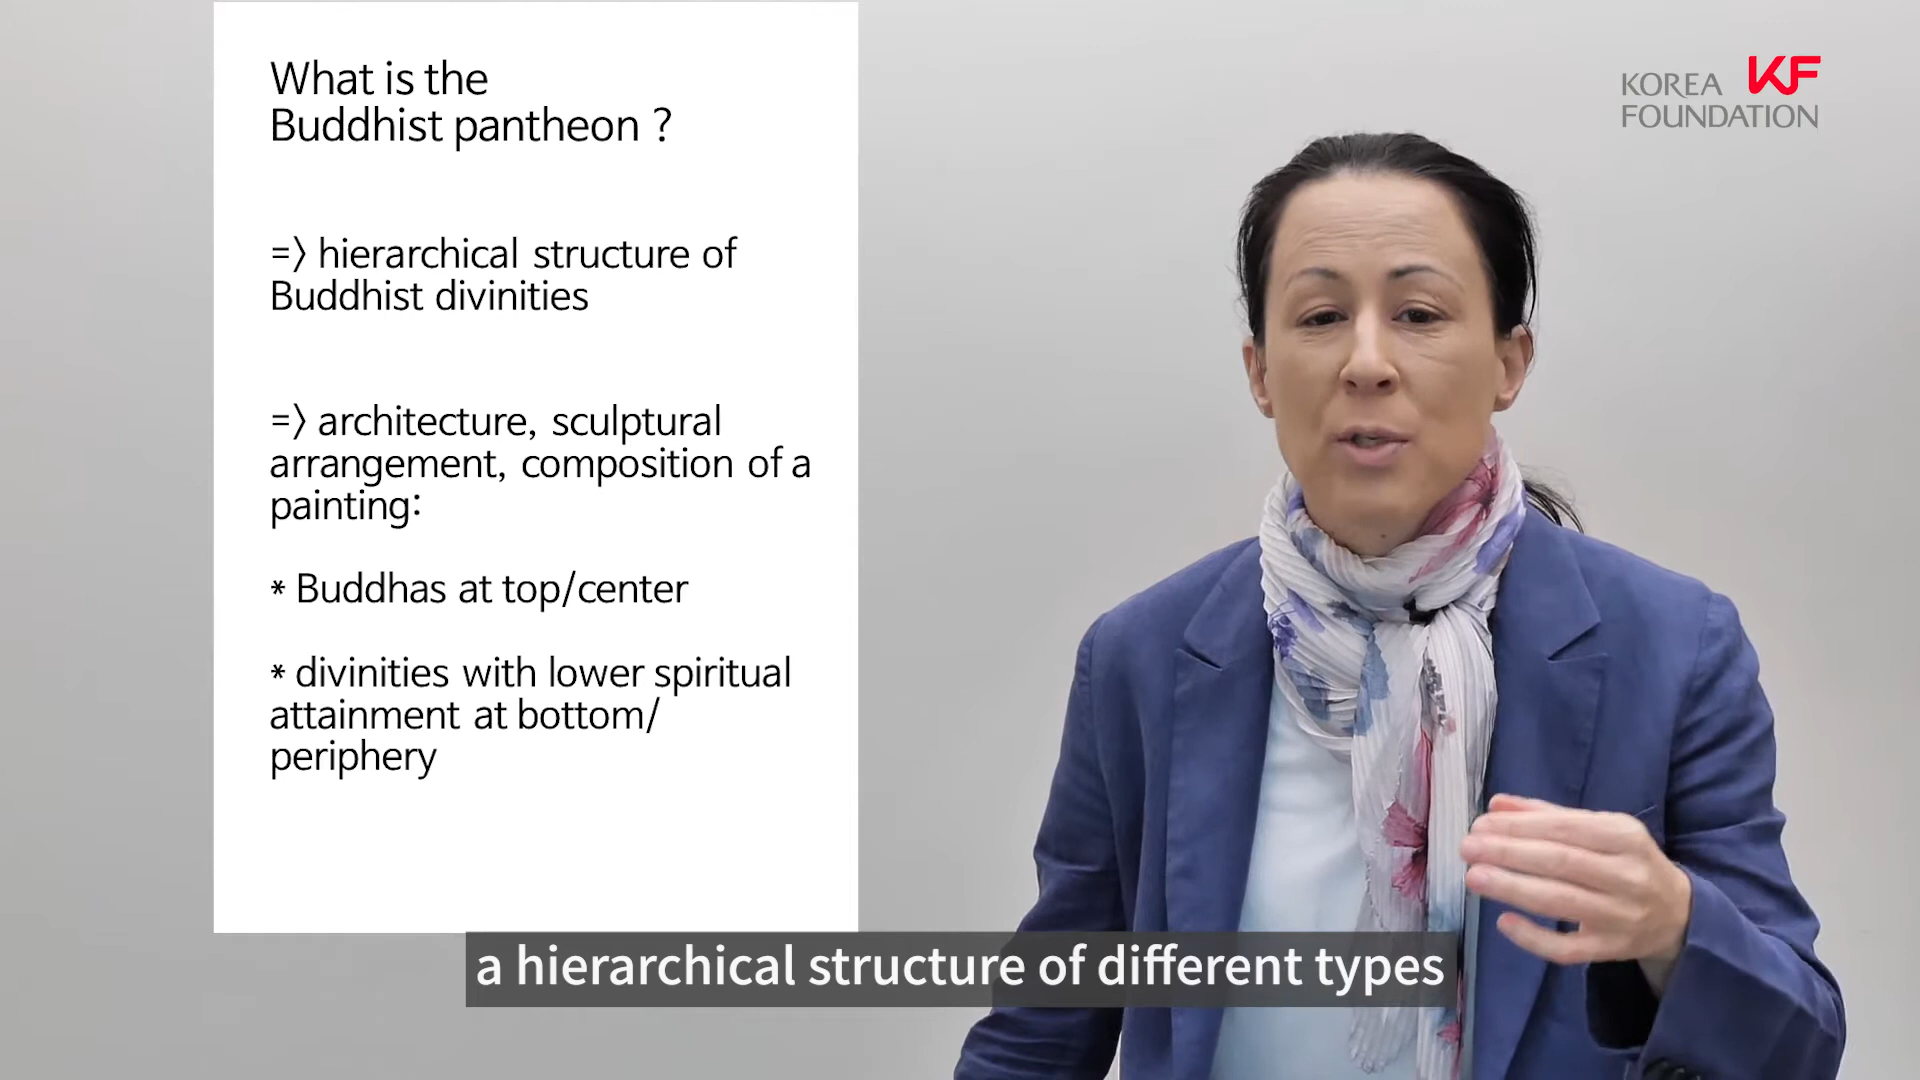 What is the
Buddhist pantheon ?
=> hierarchical structure of
Buddhist divinities
=> architecture, sculptural
arrangement, composition of a
painting:
* Buddhas at top/center
* divinities with lower spiritual
attainment at bottom/
periphery
KF
KOREA
FOUNDATION
a hierarchical structure of different types